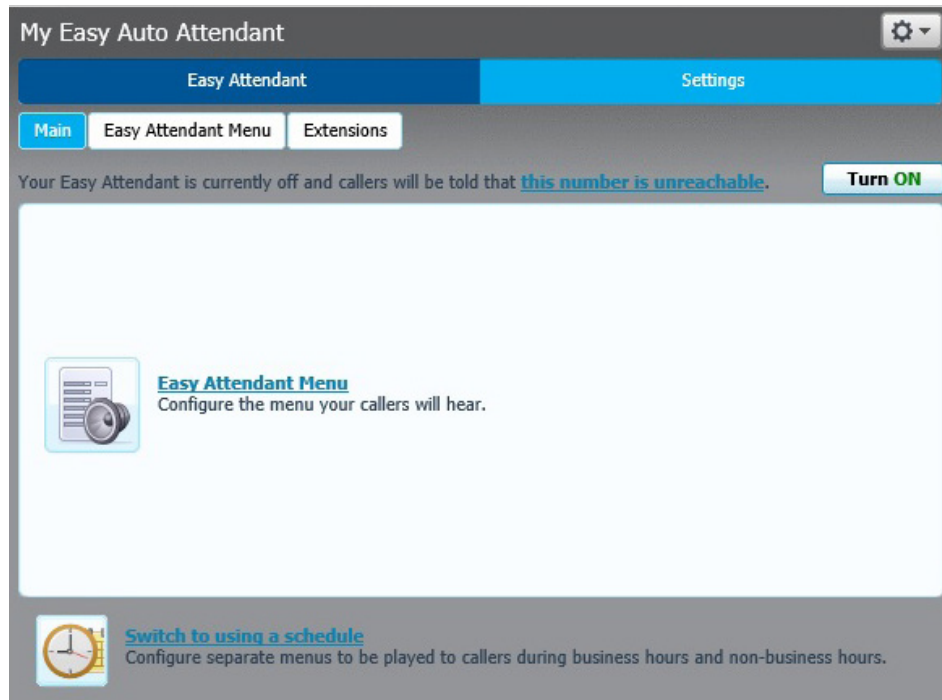 My Easy Auto Attendant
Easy Attendant
Settings
Main
Easy Attendant Menu
Extensions
Your Easy Attendant is currently off and callers will be told that this number is unreachable.
Turn ON
Easy Attendant Menu
Configure the menu your callers will hear.
Switch to using a schedule
Configure separate menus to be played to callers during business hours and non-business hours.